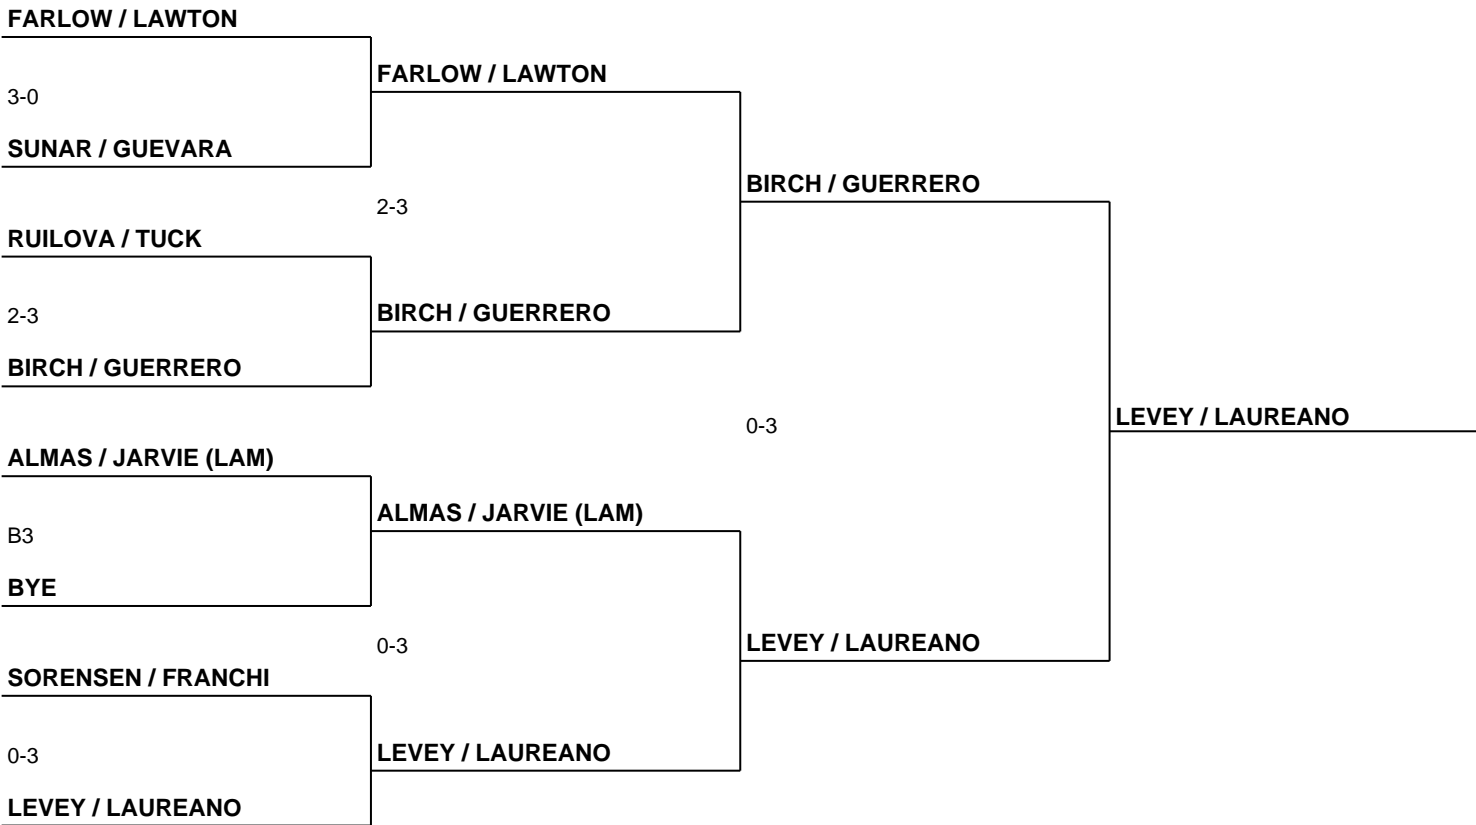 FARLOW / LAWTON
3-0
SUNAR / GUEVARA
RUILOVA / TUCK
2-3
BIRCH / GUERRERO
ALMAS / JARVIE (LAM)
B3
BYE
SORENSEN / FRANCHI
0-3
LEVEY / LAUREANO
FARLOW / LAWTON
2-3
BIRCH / GUERRERO
ALMAS / JARVIE (LAM)
0-3
LEVEY / LAUREANO
BIRCH / GUERRERO
0-3
LEVEY / LAUREANO
LEVEY / LAUREANO